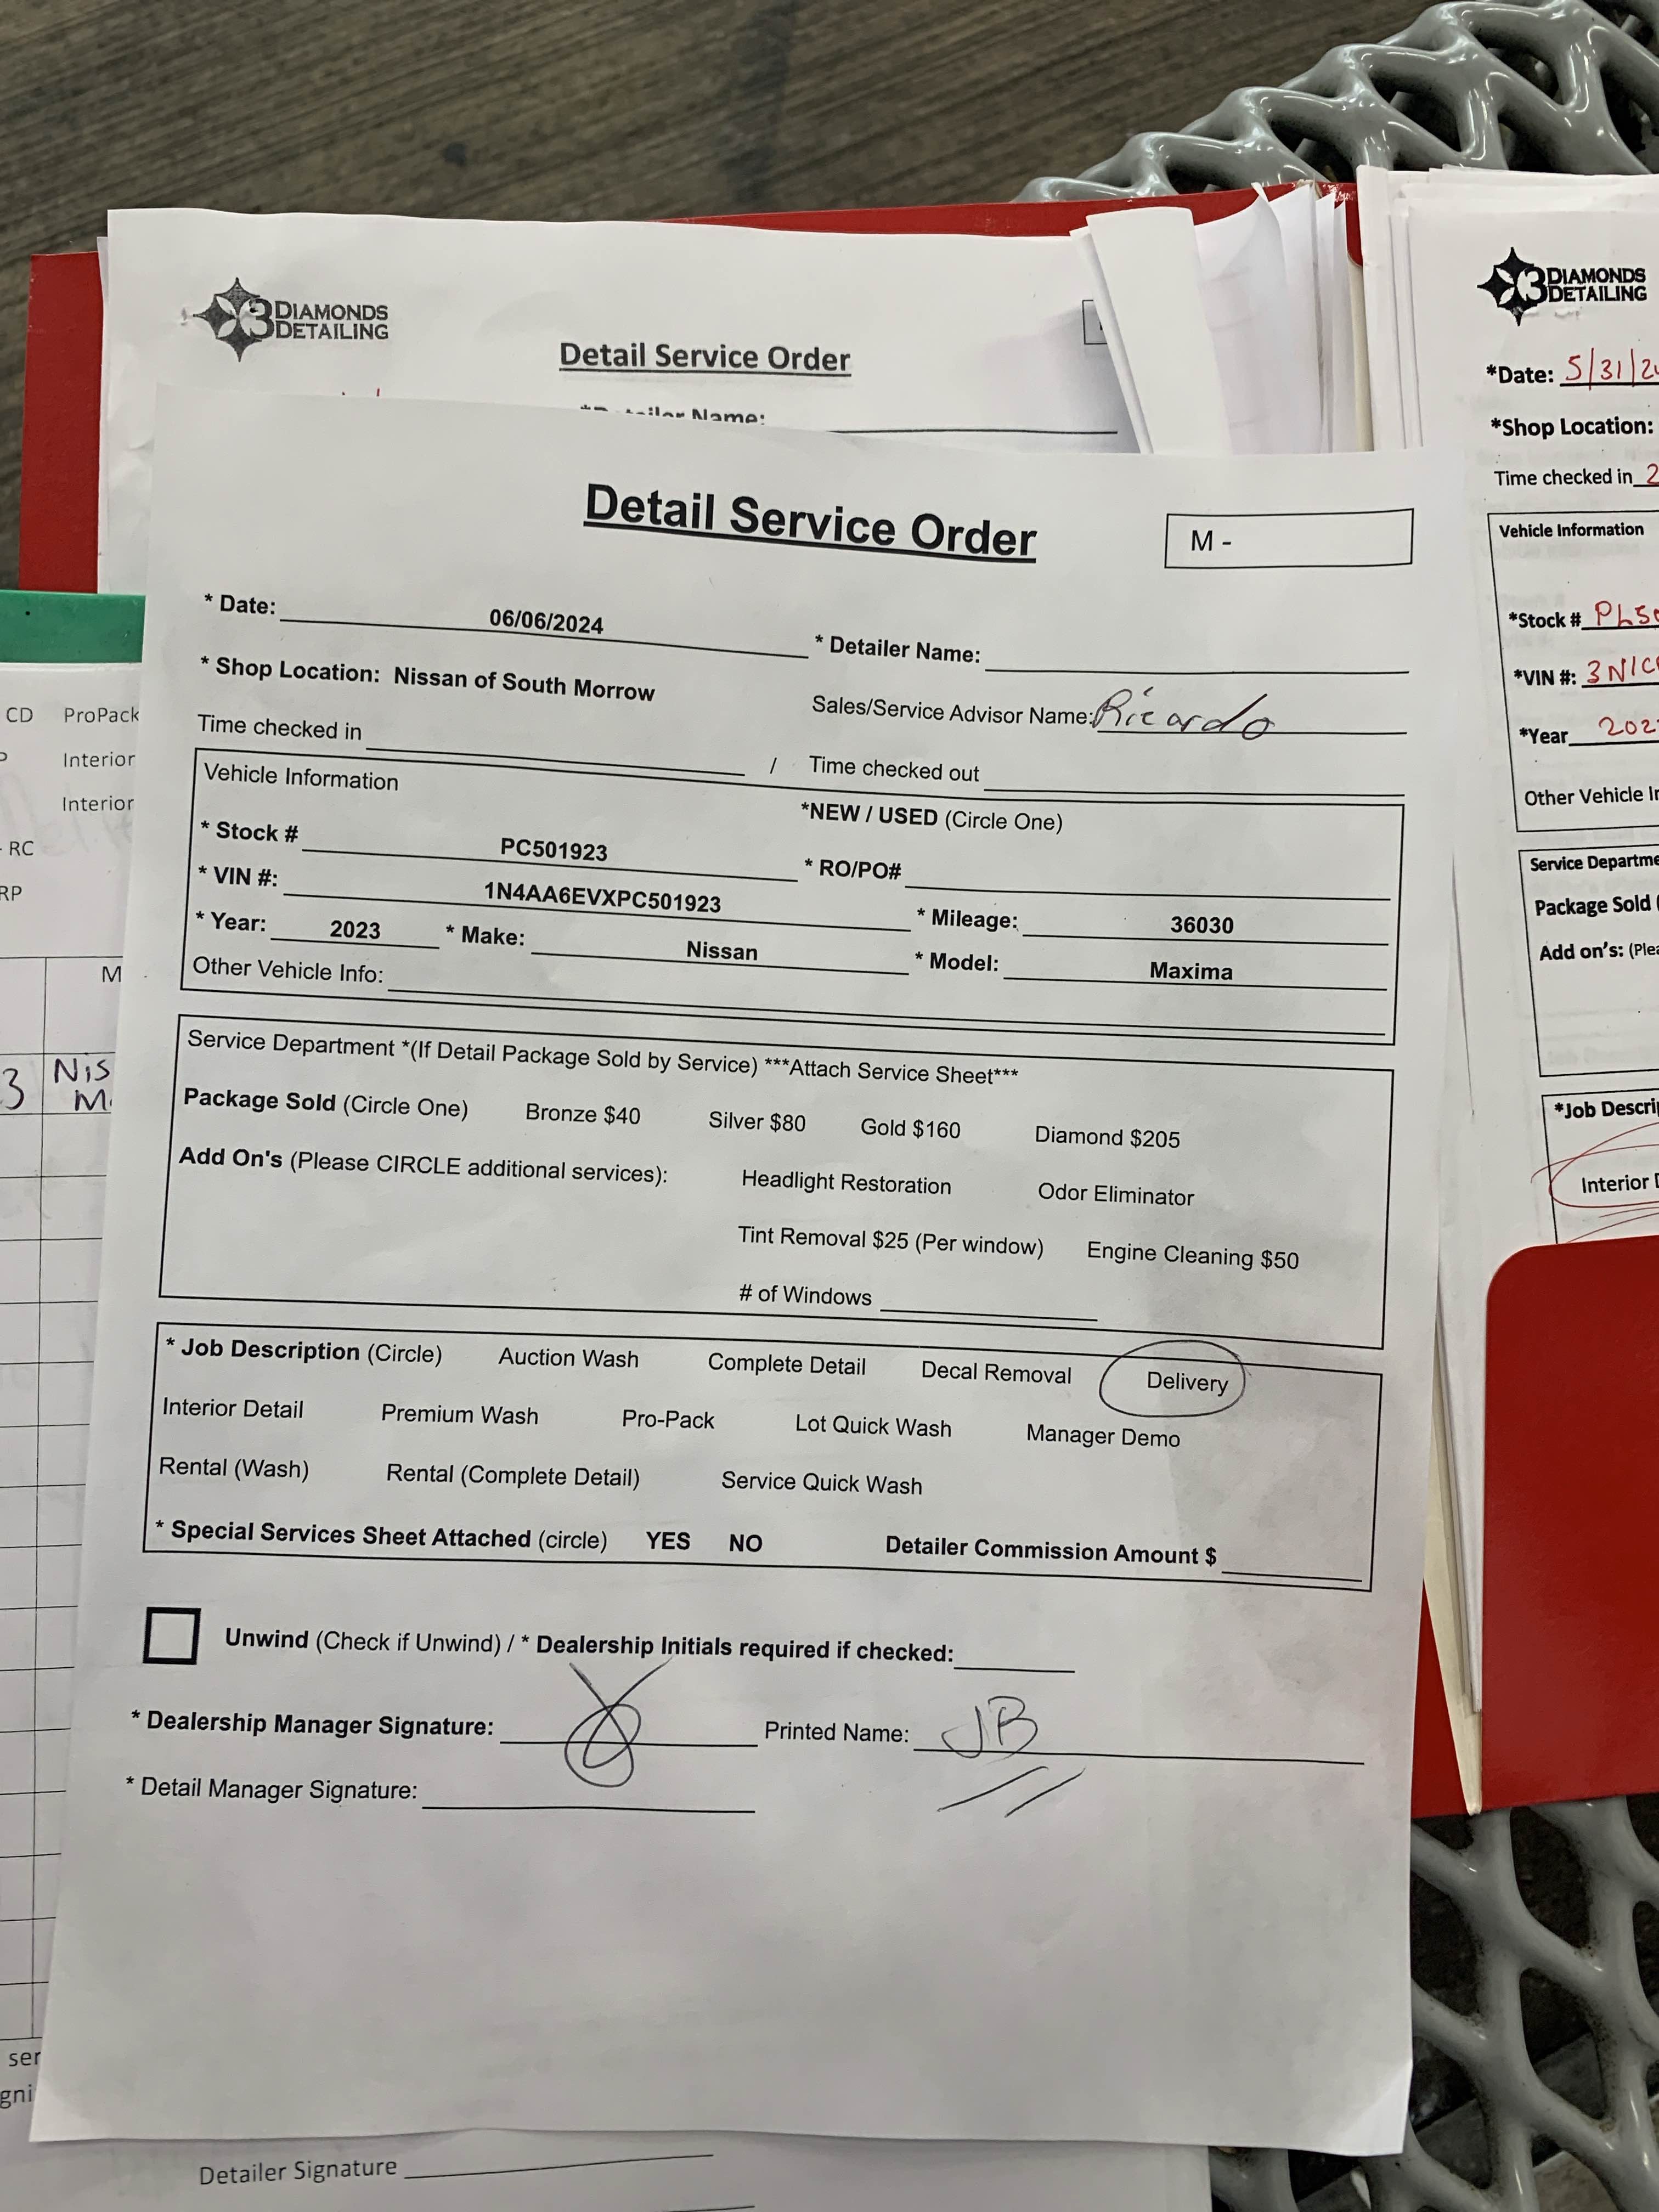 3 DIAMONDS DETAILING
Detail Service Order
Name:
Detail Service Order
M -
* Date: 06/06/2024
* Detailer Name:
* Shop Location: Nissan of South Morrow
Sales/Service Advisor Name: Ricardo
Time checked in / Time checked out
Vehicle Information
*NEW / USED (Circle One)
* Stock # PC501923
* RO/PO#
* VIN #: 1N4AA6EVXPC501923
* Mileage: 36030
* Year: 2023 * Make: Nissan * Model: Maxima
Other Vehicle Info:
Service Department *(If Detail Package Sold by Service) ***Attach Service Sheet***
Package Sold (Circle One) Bronze $40 Silver $80 Gold $160 Diamond $205
Add On's (Please CIRCLE additional services): Headlight Restoration Odor Eliminator
Tint Removal $25 (Per window) Engine Cleaning $50
# of Windows
* Job Description (Circle) Auction Wash Complete Detail Decal Removal Delivery
Interior Detail Premium Wash Pro-Pack Lot Quick Wash Manager Demo
Rental (Wash) Rental (Complete Detail) Service Quick Wash
* Special Services Sheet Attached (circle) YES NO Detailer Commission Amount $
Unwind (Check if Unwind) / * Dealership Initials required if checked:
* Dealership Manager Signature: Printed Name: JB
* Detail Manager Signature:
Detailer Signature
3 DIAMONDS DETAILING
*Date: 5/31/2
*Shop Location:
Time checked in 2
Vehicle Information
*Stock # PL5
*VIN #: 3N1C
*Year 202
Other Vehicle
Service
Package Sold
Add on's:
*Job
Interior
CD ProPack
Interior
Interior
RC
RP
M
3 Nis
M